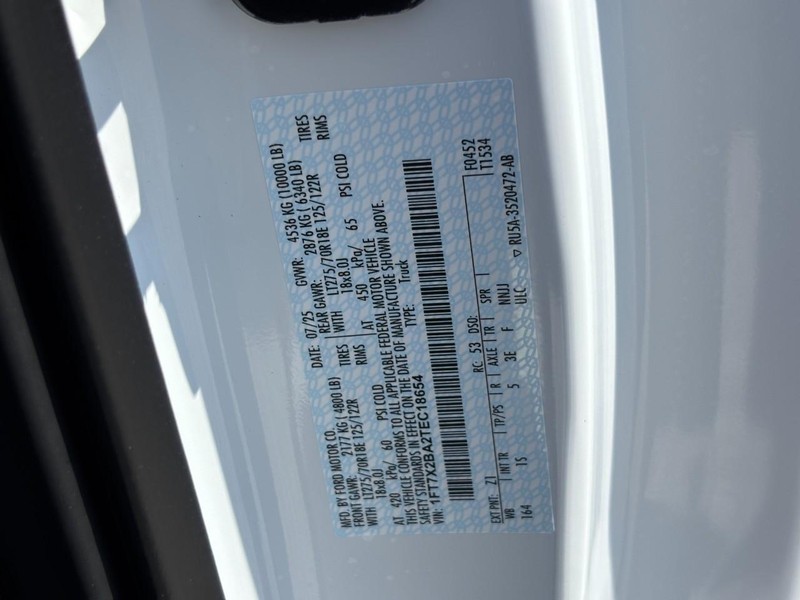 MFD. BY FORD MOTOR CO.
DATE: 07/25 GVWR: 4536 KG (10000 LB)
FRONT GAWR: 2177 KG ( 4800 LB) REAR GAWR: 2876 KG ( 6340 LB)
WITH LT275/70R18E 125/122R TIRES WITH LT275/70R18E 125/122R TIRES
18x8.0J RIMS 18x8.0J RIMS
AT 420 kPa/ 60 PSI COLD AT 450 kPa/ 65 PSI COLD
THIS VEHICLE CONFORMS TO ALL APPLICABLE FEDERAL MOTOR VEHICLE
SAFETY STANDARDS IN EFFECT ON THE DATE OF MANUFACTURE SHOWN ABOVE.
VIN: 1FT7X2BA2TEC18654 TYPE: Truck
EXT PNT: Z1 RC: 53 DSO: F0452
WB INT TR TP/PS R AXLE TR SPR T1534
164 IS 5 3E F NNJJ
ULC ▽ RU5A-3520472-AB